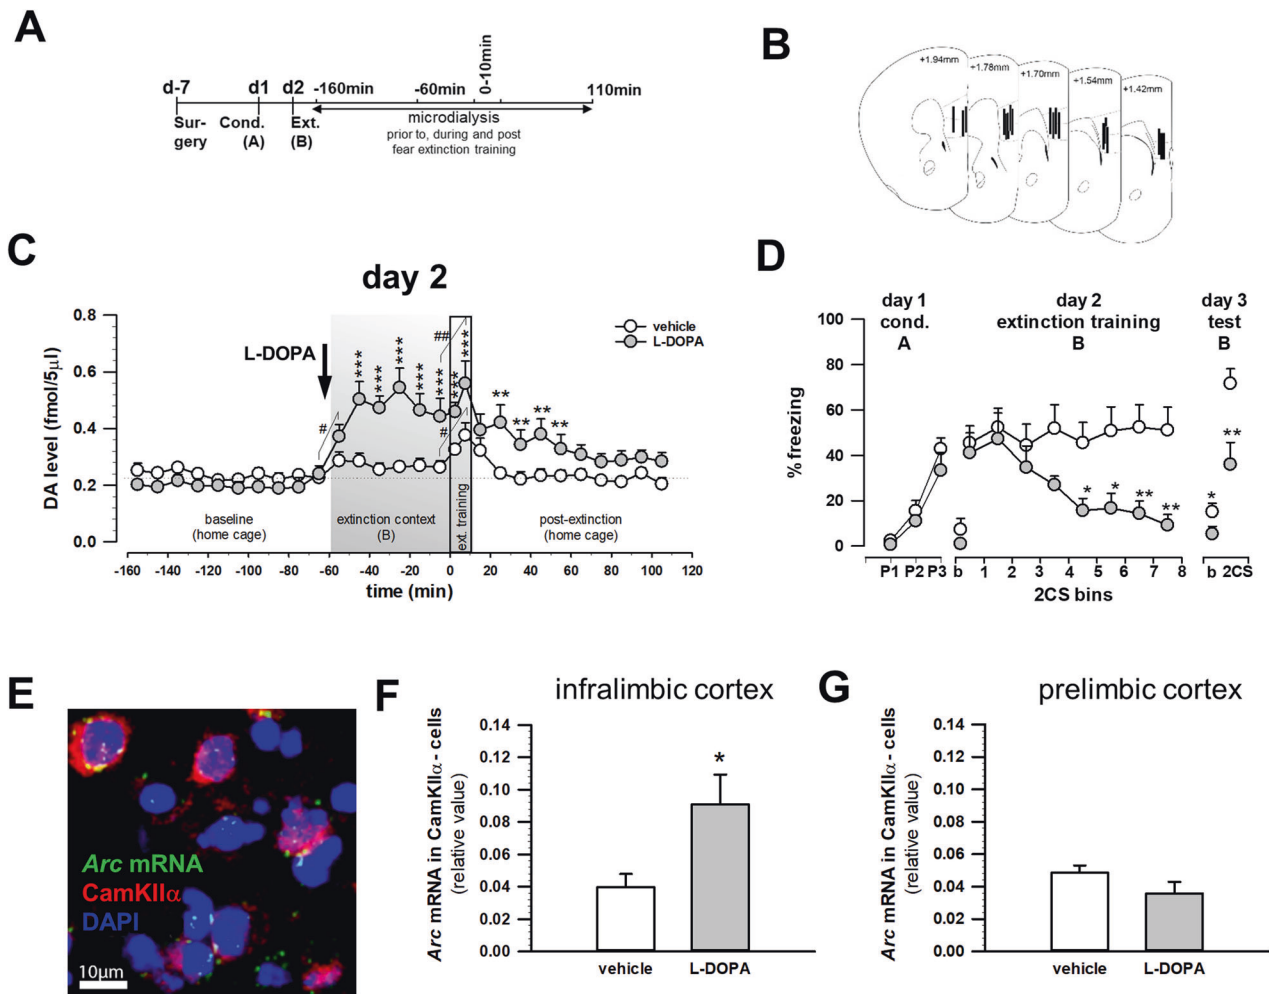 A
d-7
d1
d2
-160min
-60min
0-10min
110min
Sur-
gery
Cond.
(A)
Ext.
(B)
microdialysis
prior to, during and post
fear extinction training
B
+1.94mm
+1.78mm
+1.70mm
+1.54mm
+1.42mm
C
day 2
DA level (fmol/5μl)
0.8
0.6
0.4
0.2
0.0
L-DOPA
vehicle
L-DOPA
#
***
***
***
***
***
***
***
##
#
**
**
**
**
baseline
(home cage)
extinction context
(B)
ext. training
post-extinction
(home cage)
-160 -140 -120 -100 -80 -60 -40 -20 0 20 40 60 80 100 120
time (min)
D
day 1
cond.
A
day 2
extinction training
B
day 3
test
B
% freezing
100
80
60
40
20
0
* * ** **
* **
P1 P2 P3 b 1 2 3 4 5 6 7 8 b 2CS
2CS bins
E
Arc mRNA
CamKIIα
DAPI
10μm
F
infralimbic cortex
Arc mRNA in CamKIIα- cells
(relative value)
0.14
0.12
0.10
0.08
0.06
0.04
0.02
0.00
*
vehicle L-DOPA
G
prelimbic cortex
Arc mRNA in CamKIIα- cells
(relative value)
0.14
0.12
0.10
0.08
0.06
0.04
0.02
0.00
vehicle L-DOPA